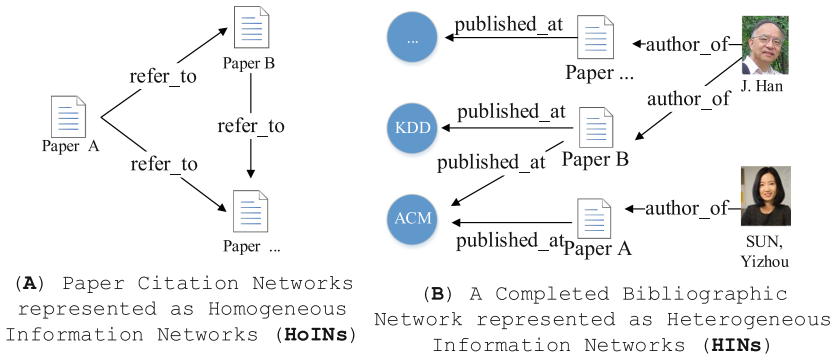 Paper B
refer_to
Paper A
refer_to
refer_to
Paper ...
(A) Paper Citation Networks
represented as Homogeneous
Information Networks (HoINs)
...
published_at
Paper ...
author_of
J. Han
author_of
KDD
published_at
Paper B
published_at
ACM
published_at
Paper A
author_of
SUN,
Yizhou
(B) A Completed Bibliographic
Network represented as Heterogeneous
Information Networks (HINs)